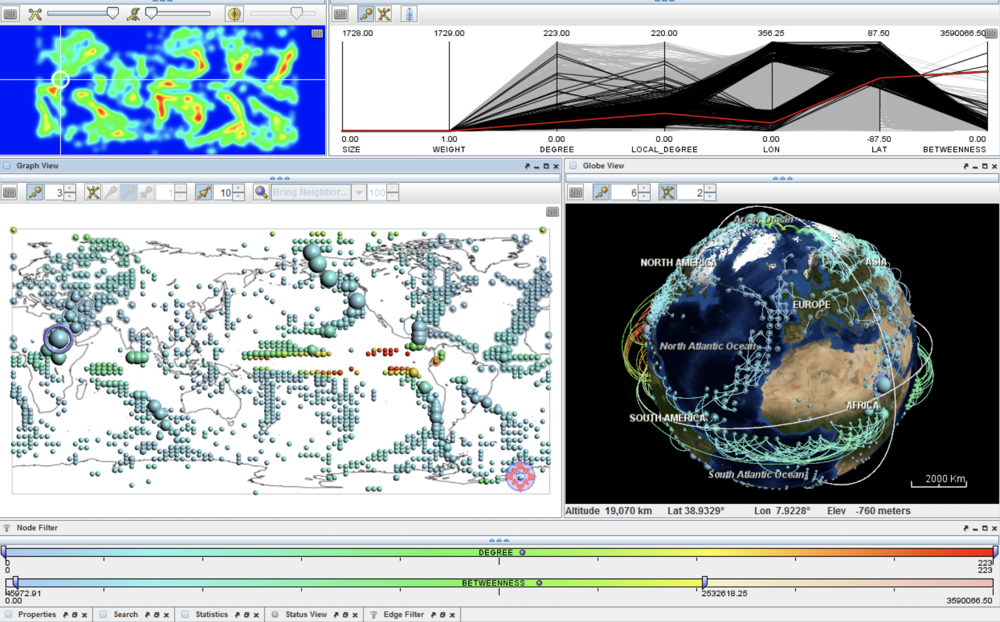 1728.00 1729.00 223.00 220.00 356.25 87.50 3590066.50
0.00 1.00 0.00 0.00 0.00 -87.50 0.00
SIZE WEIGHT DEGREE LOCAL_DEGREE LON LAT BETWEENNESS
Graph View
3 1 10 Bring Neighbor... 100
Globe View
6 2
Arctic Ocean
NORTH AMERICA
ASIA
EUROPE
North Atlantic Ocean
AFRICA
SOUTH AMERICA
South Atlantic Ocean
2000 Km
Altitude 19,070 km Lat 38.9329° Lon 7.9228° Elev -760 meters
Node Filter
DEGREE
0 223
0 223
BETWEENNESS
45972.91 2532618.25
0.00 3590066.50
Properties Search Statistics Status View Edge Filter